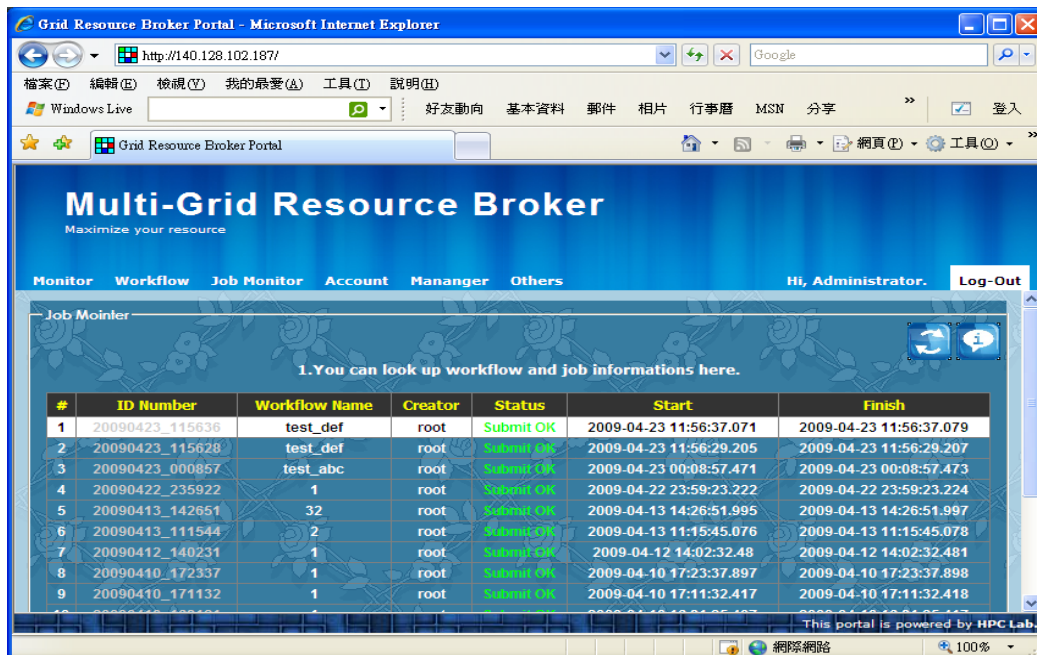 Grid Resource Broker Portal - Microsoft Internet Explorer
http://140.128.102.187/
Google
檔案(F) 編輯(E) 檢視(V) 我的最愛(A) 工具(T) 說明(H)
Windows Live 好友動向 基本資料 郵件 相片 行事曆 MSN 分享 » 登入
Grid Resource Broker Portal 網頁(P) 工具(O) »
Multi-Grid Resource Broker
Maximize your resource
Monitor Workflow Job Monitor Account Mananger Others Hi, Administrator. Log-Out
Job Mointer
1.You can look up workflow and job informations here.
# ID Number Workflow Name Creator Status Start Finish
1 20090423_115636 test_def root Submit OK 2009-04-23 11:56:37.071 2009-04-23 11:56:37.079
2 20090423_115628 test_def root Submit OK 2009-04-23 11:56:29.205 2009-04-23 11:56:29.207
3 20090423_000857 test_abc root Submit OK 2009-04-23 00:08:57.471 2009-04-23 00:08:57.473
4 20090422_235922 1 root Submit OK 2009-04-22 23:59:23.222 2009-04-22 23:59:23.224
5 20090413_142651 32 root Submit OK 2009-04-13 14:26:51.995 2009-04-13 14:26:51.997
6 20090413_111544 2 root Submit OK 2009-04-13 11:15:45.076 2009-04-13 11:15:45.078
7 20090412_140231 1 root Submit OK 2009-04-12 14:02:32.48 2009-04-12 14:02:32.481
8 20090410_172337 1 root Submit OK 2009-04-10 17:23:37.897 2009-04-10 17:23:37.898
9 20090410_171132 1 root Submit OK 2009-04-10 17:11:32.417 2009-04-10 17:11:32.418
This portal is powered by HPC Lab.
網際網路 100%